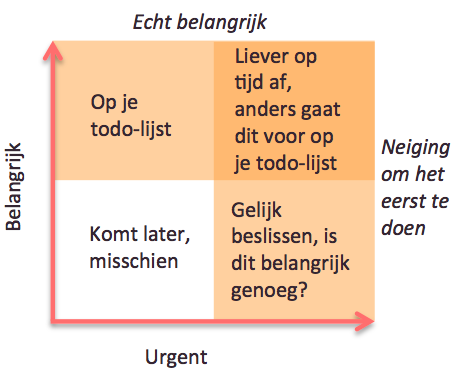 Echt belangrijk
Op je
todo-lijst
Liever op
tijd af,
anders gaat
dit voor op
je todo-lijst
Neiging
om het
eerst te
doen
Belangrijk
Komt later,
misschien
Gelijk
beslissen, is
dit belangrijk
genoeg?
Urgent